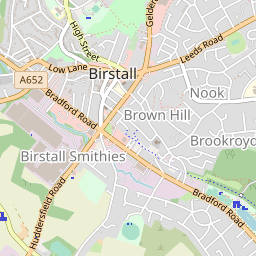 High Street
Gelder
Leeds Road
Low Lane
A652
Birstall
Nook
Bradford Road
Brown Hill
Brookroyd
Birstall Smithies
Huddersfield Road
Bradford Road